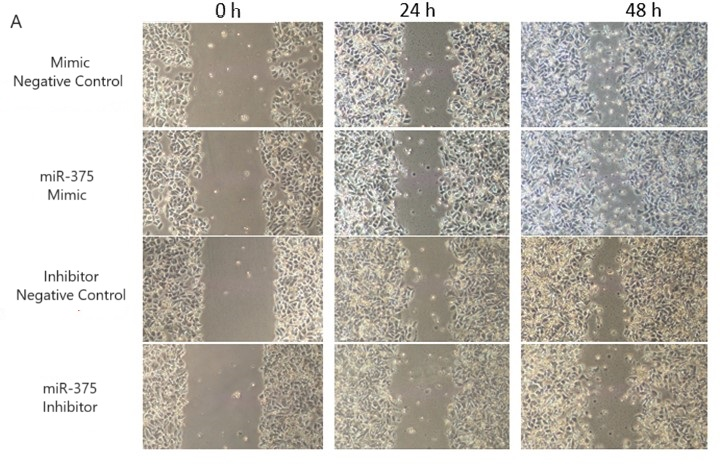 A
0 h
24 h
48 h
Mimic
Negative Control
miR-375
Mimic
Inhibitor
Negative Control
miR-375
Inhibitor